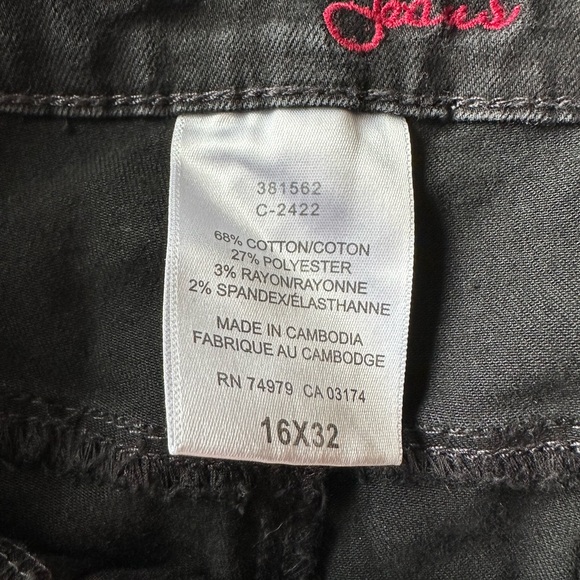 Jeans
381562
C-2422
68% COTTON/COTON
27% POLYESTER
3% RAYON/RAYONNE
2% SPANDEX/ÉLASTHANNE
MADE IN CAMBODIA
FABRIQUE AU CAMBODGE
RN 74979 CA 03174
16X32